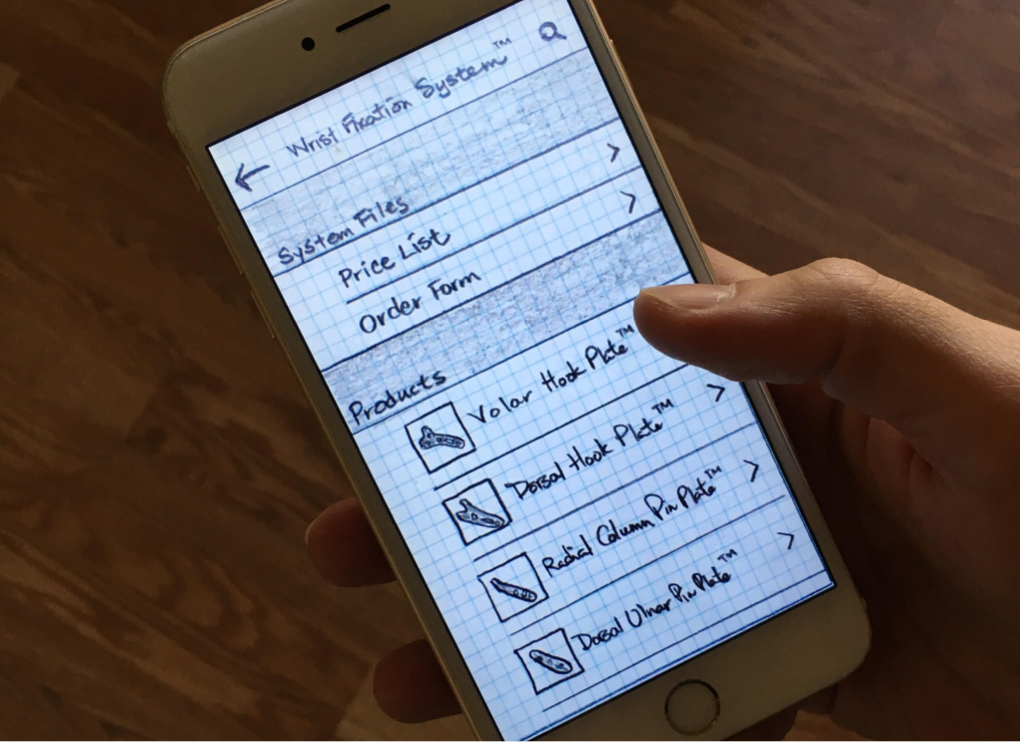 Wrist Fixation System™
System Files
Price List
Order Form
Products
Volar Hook Plate™
Dorsal Hook Plate™
Radial Column Pin Plate™
Dorsal Ulnar Pin Plate™